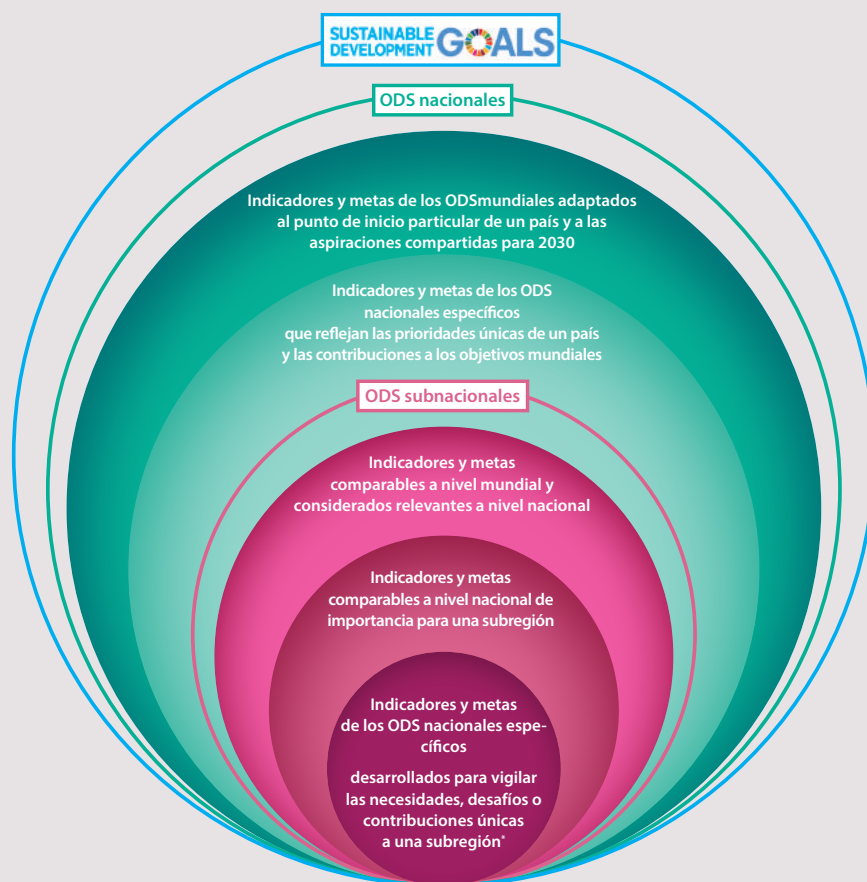 SUSTAINABLE
DEVELOPMENT GOALS
ODS nacionales
Indicadores y metas de los ODSmundiales adaptados
al punto de inicio particular de un país y a las
aspiraciones compartidas para 2030
Indicadores y metas de los ODS
nacionales específicos
que reflejan las prioridades únicas de un país
y las contribuciones a los objetivos mundiales
ODS subnacionales
Indicadores y metas
comparables a nivel mundial y
considerados relevantes a nivel nacional
Indicadores y metas
comparables a nivel nacional de
importancia para una subregión
Indicadores y metas
de los ODS nacionales espe-
cíficos
desarrollados para vigilar
las necesidades, desafíos o
contribuciones únicas
a una subregión*